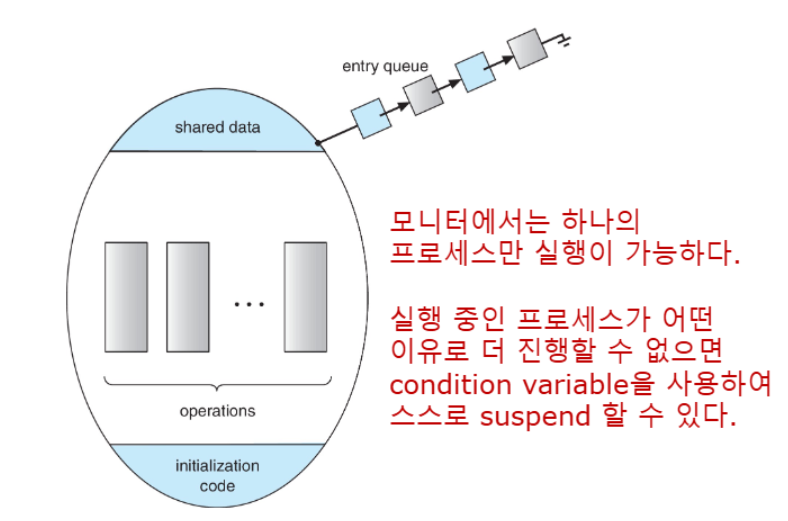 entry queue
shared data
모니터에서는 하나의
프로세스만 실행이 가능하다.
실행 중인 프로세스가 어떤
이유로 더 진행할 수 없으면
condition variable을 사용하여
스스로 suspend 할 수 있다.
...
operations
initialization
code